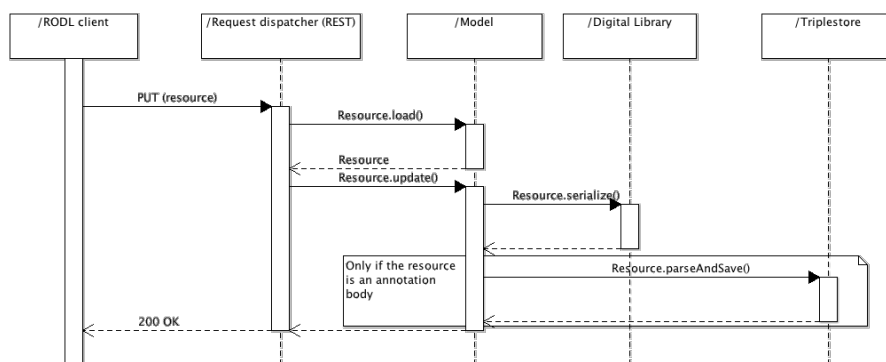 /RODL client
/Request dispatcher (REST)
/Model
/Digital Library
/Triplestore
PUT (resource)
Resource.load()
Resource
Resource.update()
Resource.serialize()
Only if the resource
is an annotation
body
Resource.parseAndSave()
200 OK